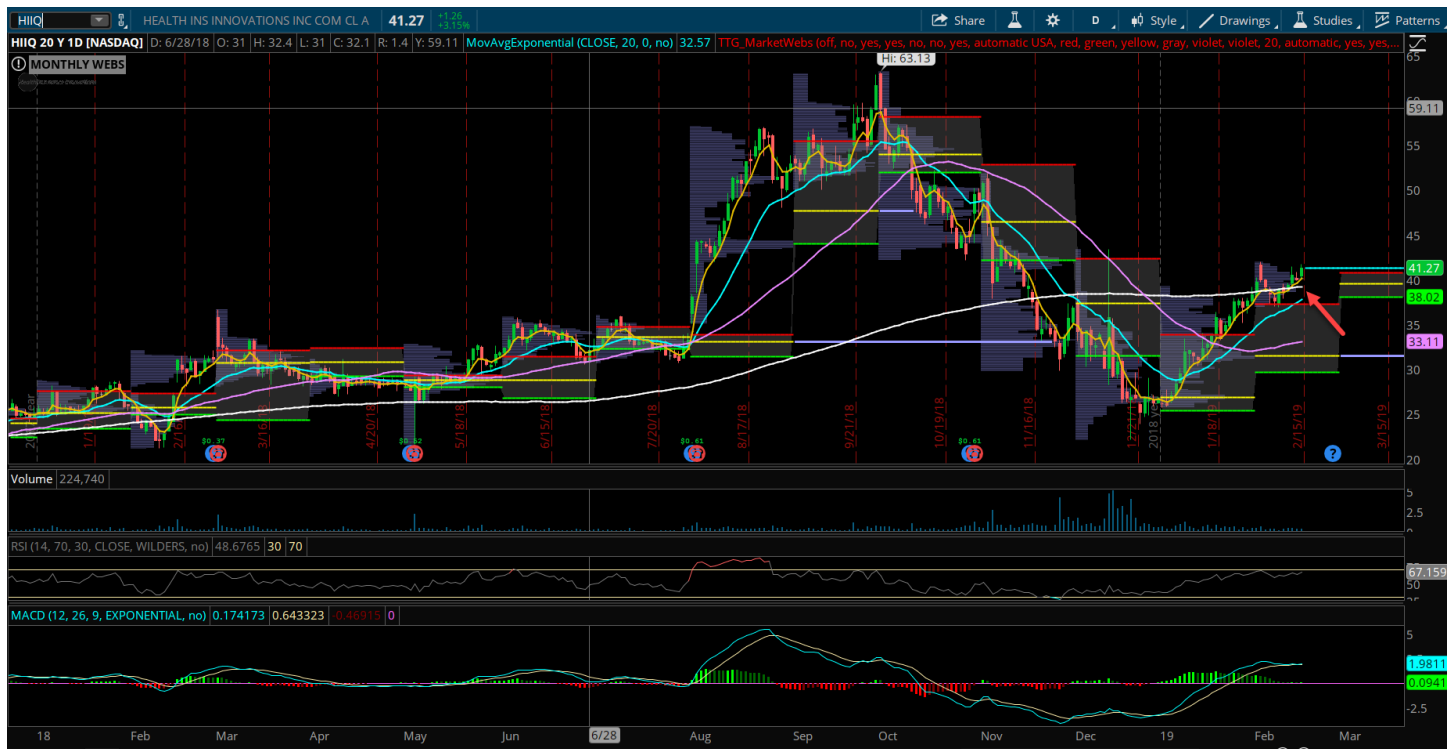 HIIQ HEALTH INS INNOVATIONS INC COM CL A 41.27 +1.26 +3.15% Share D Style Drawings Studies Patterns
HIIQ 20 Y 1D [NASDAQ] D: 6/28/18 O: 31 H: 32.4 L: 31 C: 32.1 R: 1.4 Y: 59.11 MovAvgExponential (CLOSE, 20, 0, no) 32.57 TTG_MarketWebs (off, no, yes, yes, no, no, yes, automatic USA, red, green, yellow, gray, violet, violet, 20, automatic, yes, yes,...
MONTHLY WEBS
Hi: 63.13
65
59.11
55
50
45
41.27
40
38.02
35
33.11
30
25
20
2/16/18 3/16/18 4/20/18 5/18/18 6/15/18 7/20/18 8/17/18 9/21/18 10/19/18 11/16/18 2018 year 1/18/19 2/15/19 3/15/19
$0.37 $0.52 $0.61 $0.61
?
Volume 224,740
5
2.5
RSI (14, 70, 30, CLOSE, WILDERS, no) 48.6765 30 70
67.159
50
MACD (12, 26, 9, EXPONENTIAL, no) 0.174173 0.643323 -0.46915 0
5
1.9811
0.0941
-2.5
18 Feb Mar Apr May Jun 6/28 Aug Sep Oct Nov Dec 19 Feb Mar